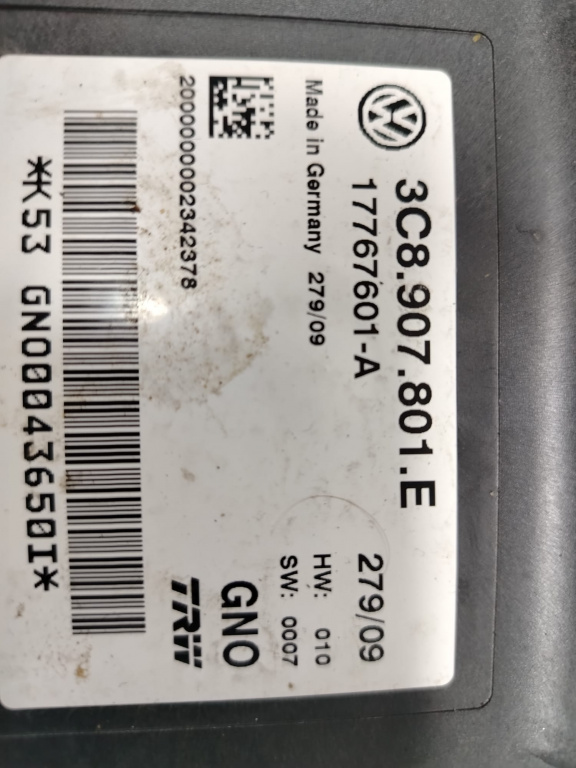 3C8.907.801.E
17767601-A
279/09
Made in Germany 279/09
HW: 010
SW: 0007
20000000002342378
GNO
TRW
*K53 GNO00043650I*